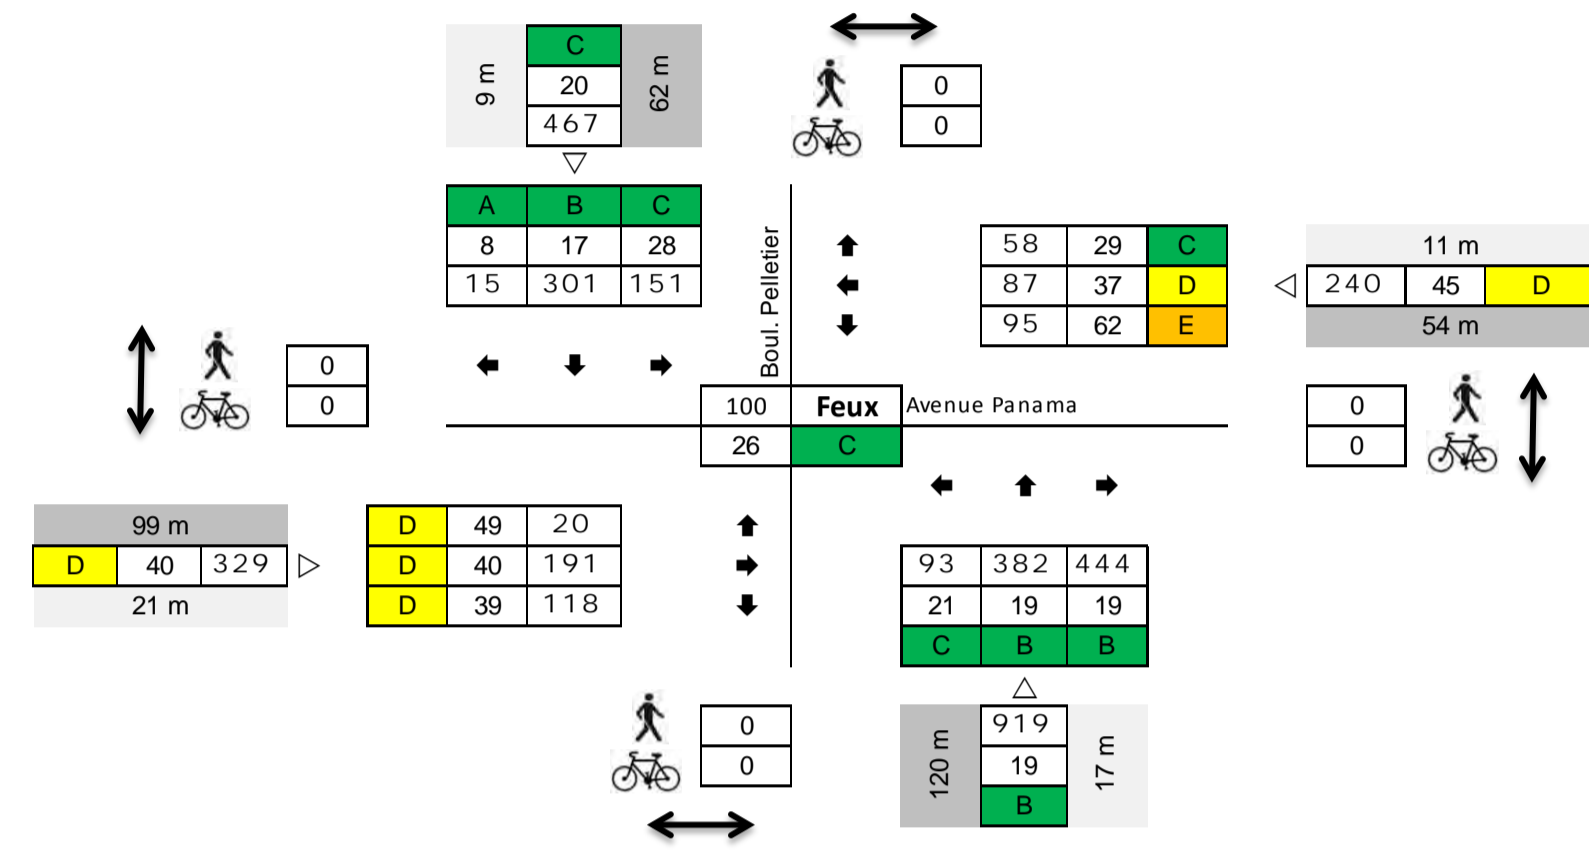 C
9 m 20 62 m
467
0
0
A B C
8 17 28
15 301 151
Boul. Pelletier
58 29 C
87 37 D
95 62 E
11 m
240 45 D
54 m
0
0
100 Feux Avenue Panama
26 C
0
0
99 m
D 40 329
21 m
D 49 20
D 40 191
D 39 118
93 382 444
21 19 19
C B B
0
0
919
120 m 19 17 m
B